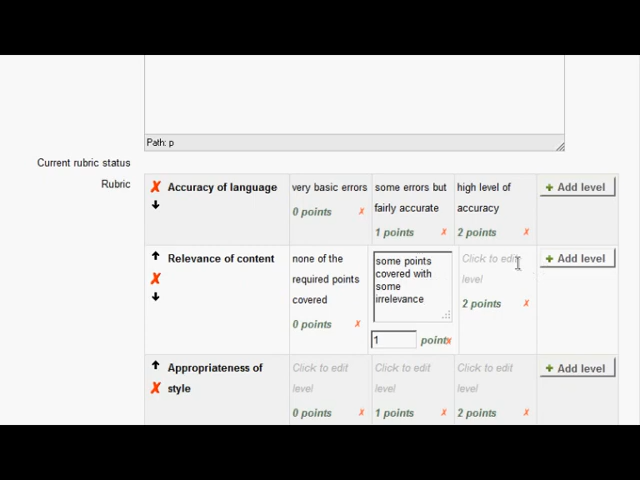 Path: p
Current rubric status
Rubric
Accuracy of language
very basic errors
0 points
some errors but
fairly accurate
1 points
high level of
accuracy
2 points
Add level
Relevance of content
none of the
required points
covered
0 points
some points
covered with
some
irrelevance
1
points
Click to edit
level
2 points
Add level
Appropriateness of
style
Click to edit
level
0 points
Click to edit
level
1 points
Click to edit
level
2 points
Add level